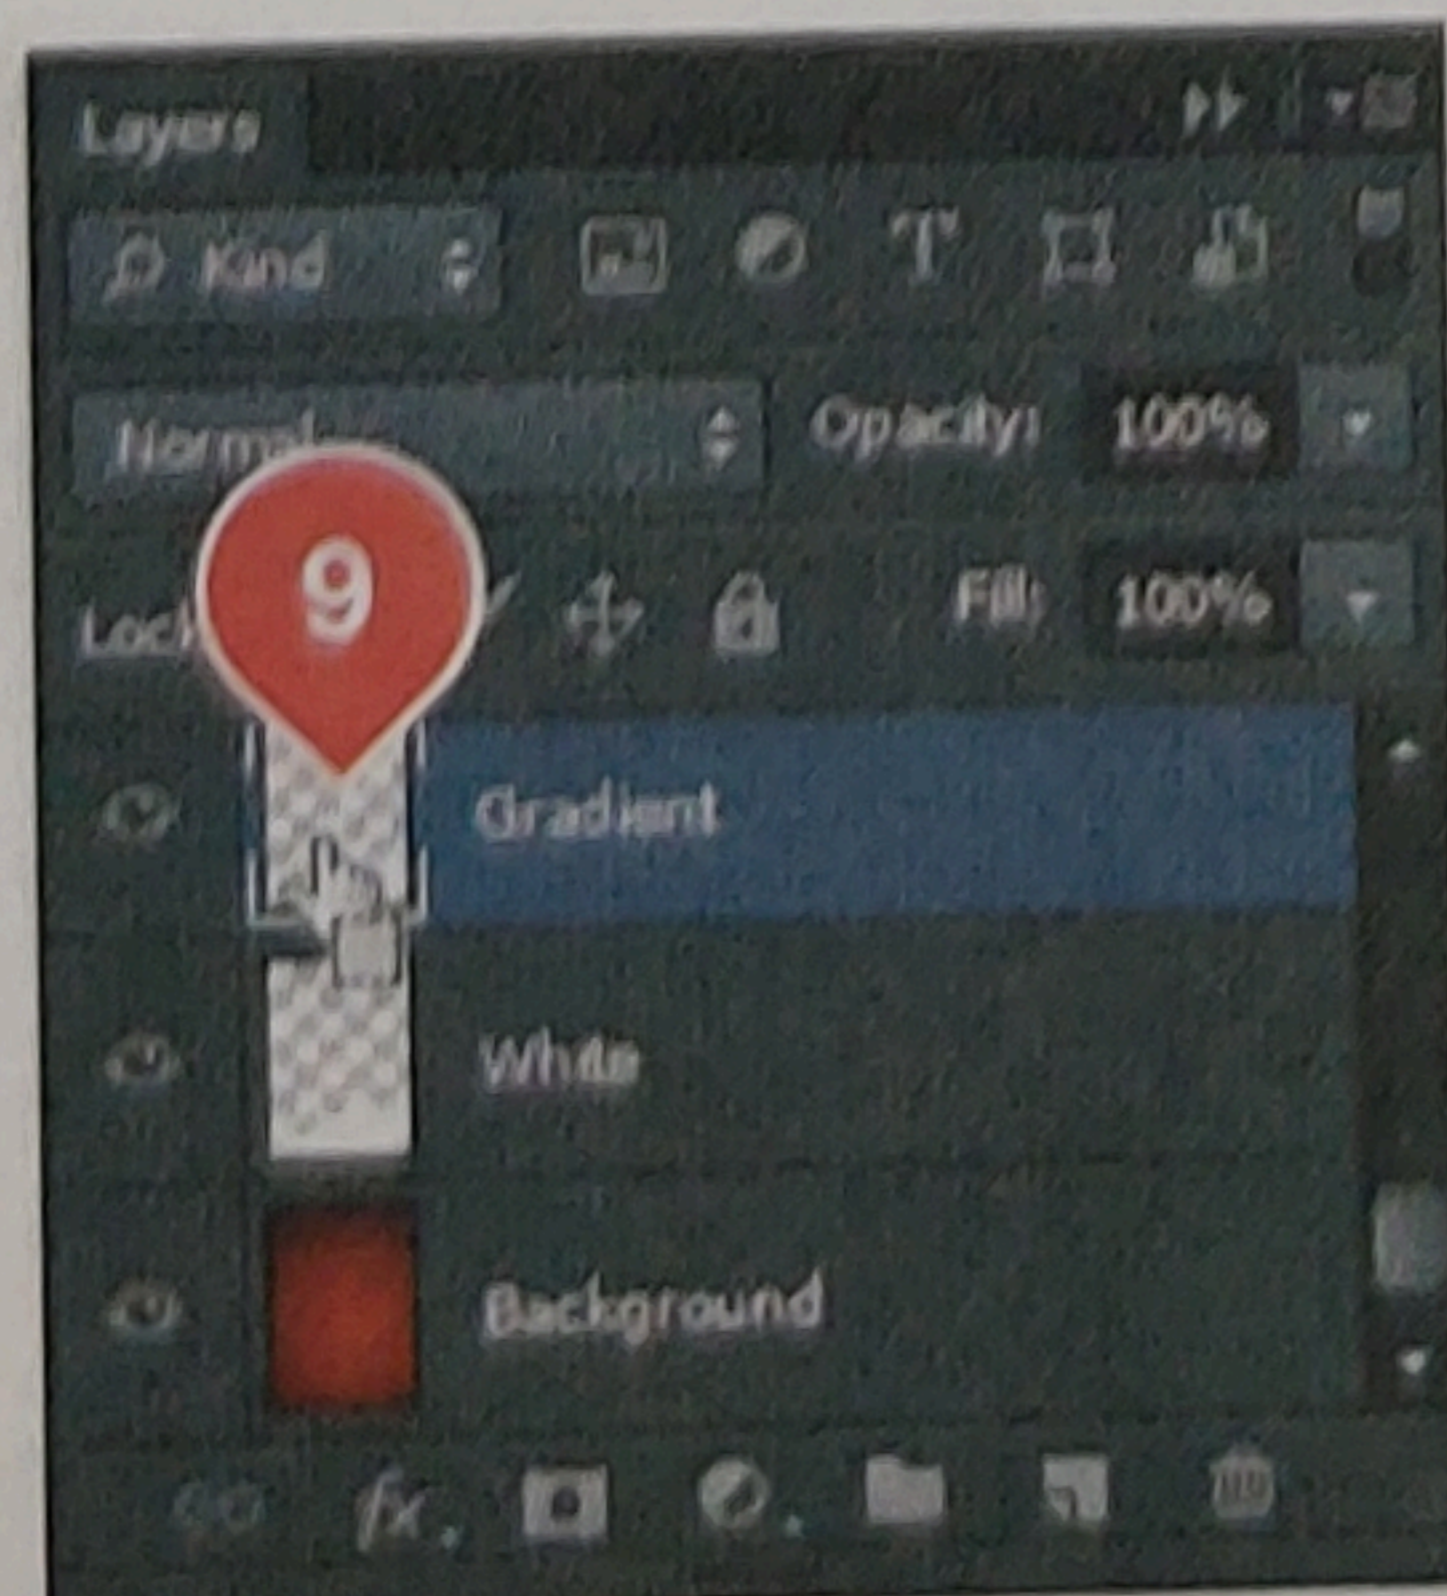 Layers
Kind T
Normal Opacity: 100%
9
Lock Fill: 100%
Gradient
White
Background
fx